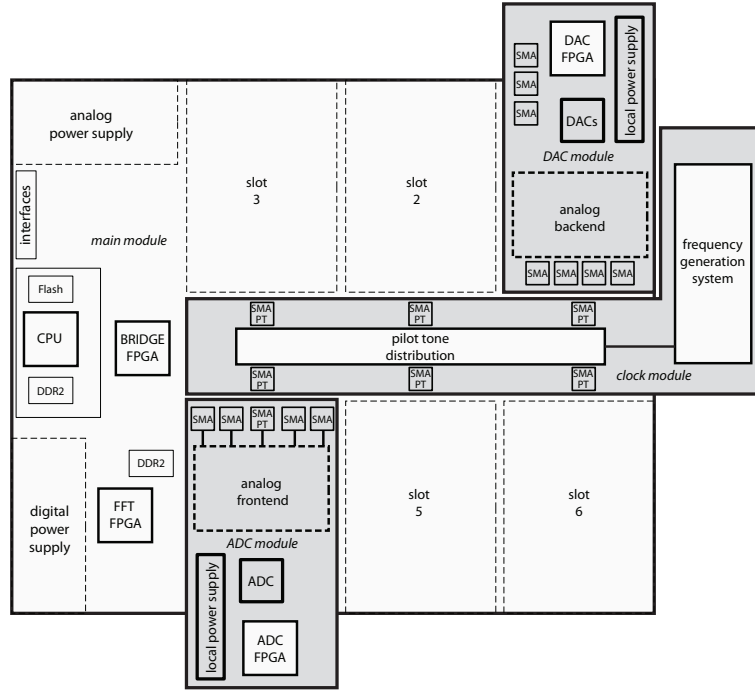 DAC
FPGA
SMA
SMA
SMA
local power supply
DACs
DAC module
analog
power supply
slot
3
slot
2
analog
backend
interfaces
main module
frequency
generation
system
SMA
SMA
SMA
SMA
Flash
CPU
DDR2
BRIDGE
FPGA
SMA
PT
SMA
PT
SMA
PT
pilot tone
distribution
SMA
PT
SMA
PT
SMA
PT
clock module
SMA
SMA
SMA
PT
SMA
SMA
DDR2
analog
frontend
slot
5
slot
6
digital
power
supply
FFT
FPGA
ADC module
local power supply
ADC
ADC
FPGA